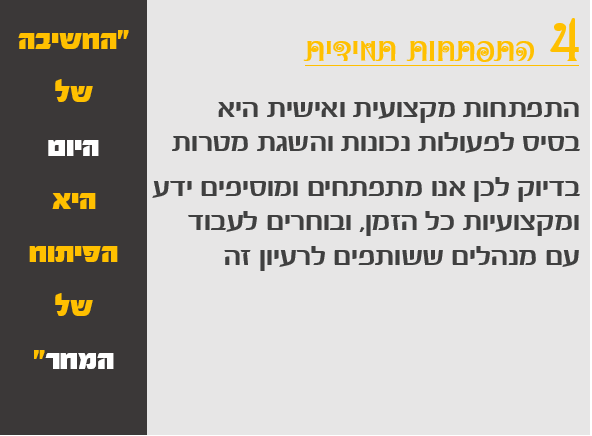 4 התפתחות תמידית
התפתחות מקצועית ואישית היא
בסיס לפעולות נכונות והשגת מטרות
בדיוק לכן אנו מתפתחים ומוסיפים ידע
ומקצועיות כל הזמן, ובוחרים לעבוד
עם מנהלים ששותפים לרעיון זה
"החשיבה
של
היום
היא
הפיתוח
של
המחר"